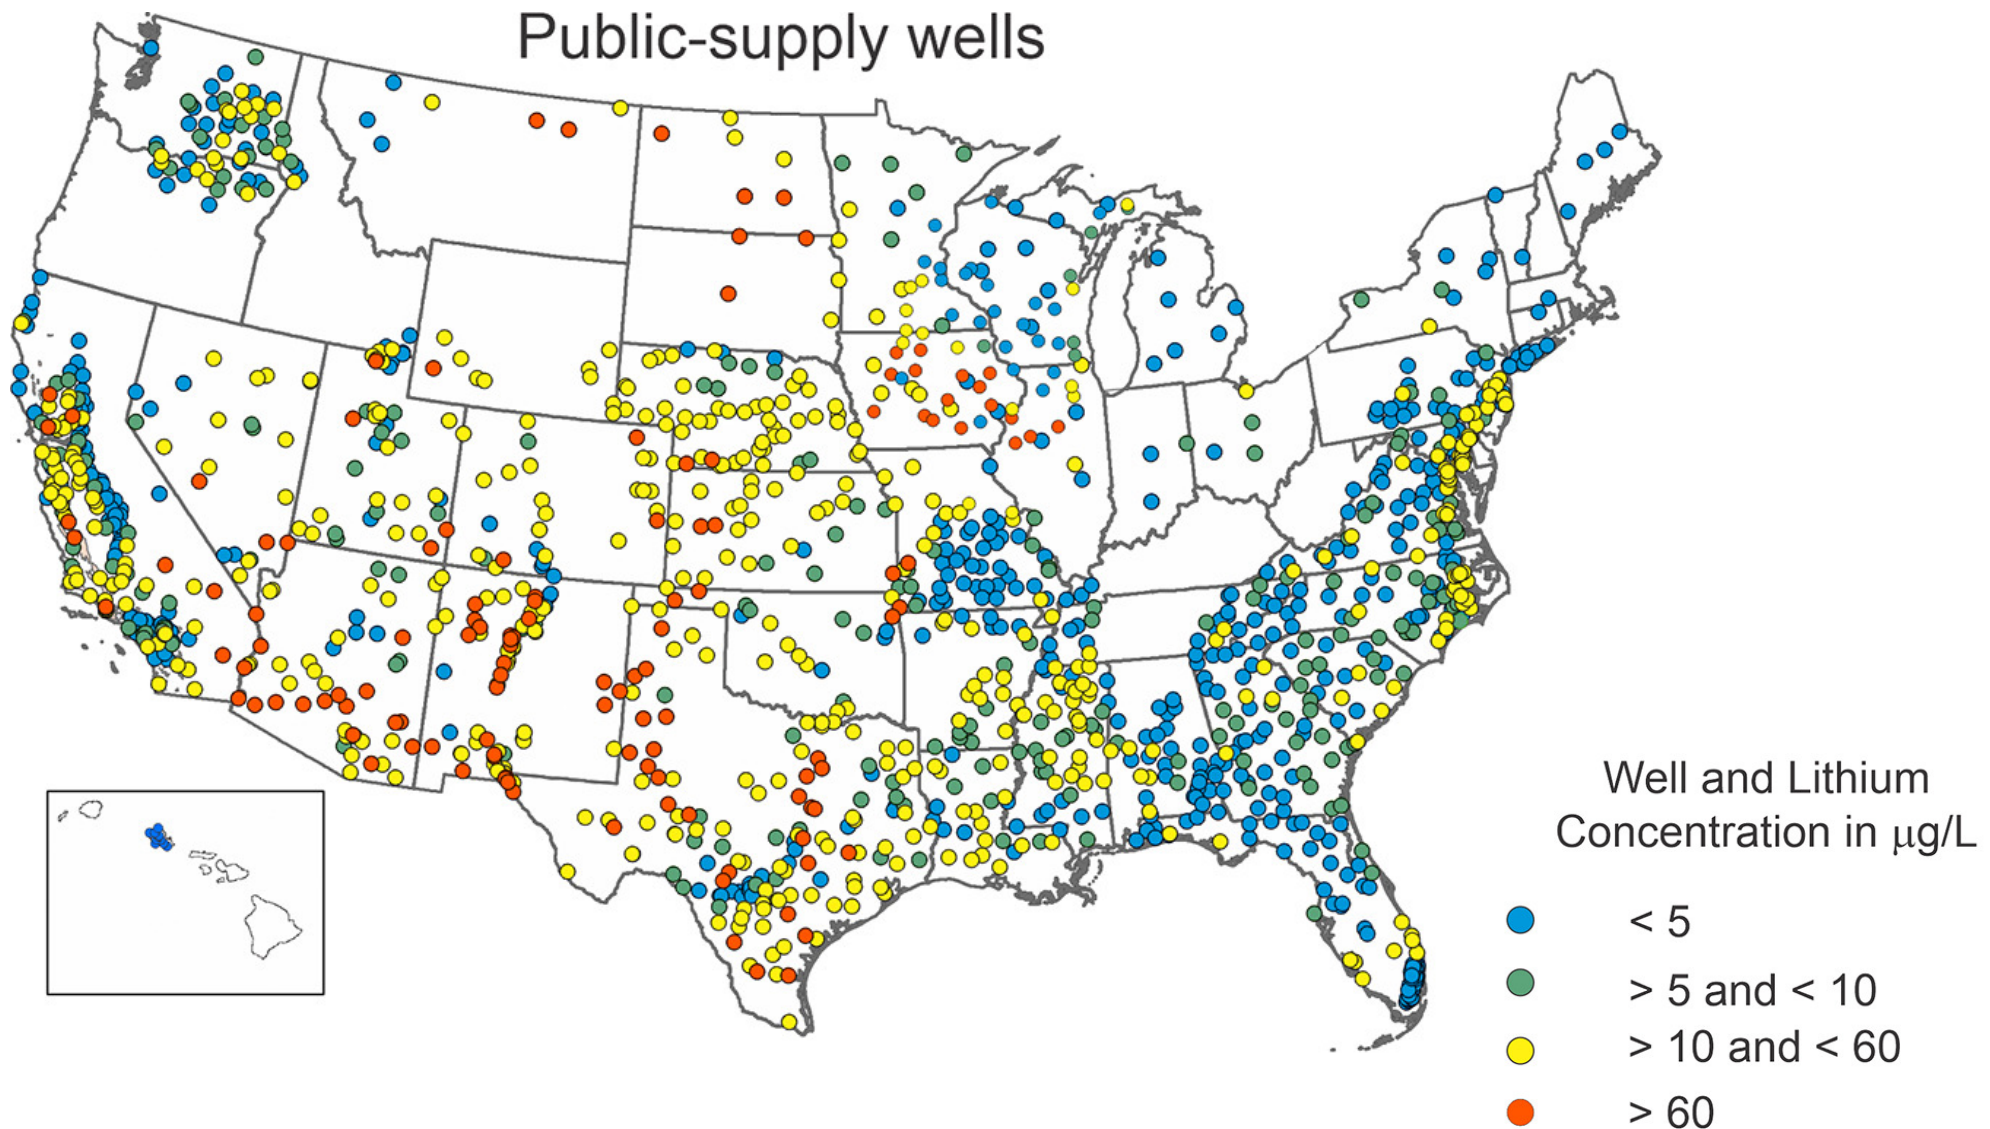 Public-supply wells
Well and Lithium
Concentration in µg/L
< 5
> 5 and < 10
> 10 and < 60
> 60